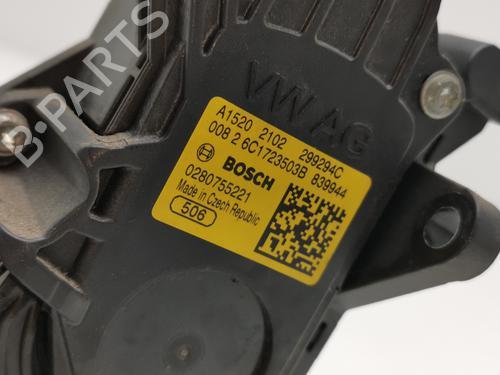 B-PARTS
VW AG
A1520 2102 299294C
008 2 6C1723503B 839944
BOSCH
0280755221
Made in Czech Republic
506